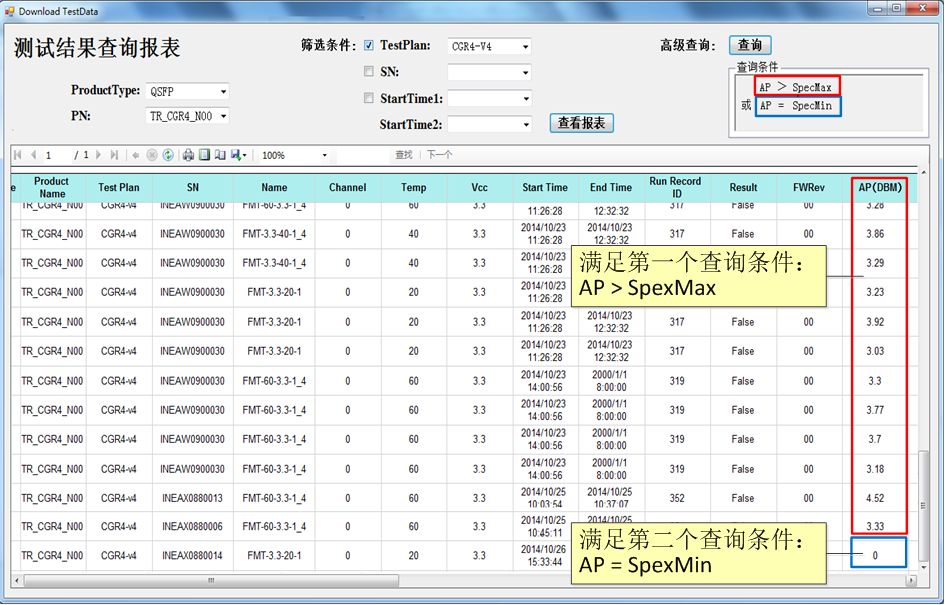 Download TestData
测试结果查询报表
筛选条件: TestPlan: CGR4-V4
高级查询: 查询
SN:
查询条件
ProductType: QSFP
StartTime1:
AP > SpecMax
或 AP = SpecMin
PN: TR_CGR4_N00
StartTime2:
查看报表
1 / 1 100% 查找 | 下一个
e Product Name Test Plan SN Name Channel Temp Vcc Start Time End Time Run Record ID Result FWRev AP(DBM)
TR_CGR4_N00 CGR4-v4 INEAW0900030 FMT-60-3.3-1_4 0 60 3.3 11:26:28 12:32:32 317 False 00 3.28
TR_CGR4_N00 CGR4-v4 INEAW0900030 FMT-3.3-40-1_4 0 40 3.3 2014/10/23 11:26:28 2014/10/23 12:32:32 317 False 00 3.86
TR_CGR4_N00 CGR4-v4 INEAW0900030 FMT-3.3-40-1_4 0 40 3.3 2014/10/23 11:26:28 3.29
满足第一个查询条件:
AP > SpexMax
TR_CGR4_N00 CGR4-v4 INEAW0900030 FMT-3.3-20-1 0 20 3.3 2014/10/23 11:26:28 3.23
TR_CGR4_N00 CGR4-v4 INEAW0900030 FMT-3.3-20-1 0 20 3.3 2014/10/23 11:26:28 2014/10/23 12:32:32 317 False 00 3.92
TR_CGR4_N00 CGR4-v4 INEAW0900030 FMT-3.3-20-1 0 20 3.3 2014/10/23 11:26:28 2014/10/23 12:32:32 317 False 00 3.03
TR_CGR4_N00 CGR4-v4 INEAW0900030 FMT-60-3.3-1_4 0 60 3.3 2014/10/23 14:00:56 2000/1/1 8:00:00 319 False 00 3.3
TR_CGR4_N00 CGR4-v4 INEAW0900030 FMT-60-3.3-1_4 0 60 3.3 2014/10/23 14:00:56 2000/1/1 8:00:00 319 False 00 3.77
TR_CGR4_N00 CGR4-v4 INEAW0900030 FMT-60-3.3-1_4 0 60 3.3 2014/10/23 14:00:56 2000/1/1 8:00:00 319 False 00 3.7
TR_CGR4_N00 CGR4-v4 INEAW0900030 FMT-60-3.3-1_4 0 60 3.3 2014/10/23 14:00:56 2000/1/1 8:00:00 319 False 00 3.18
TR_CGR4_N00 CGR4-v4 INEAX0880013 FMT-60-3.3-1_4 0 60 3.3 2014/10/25 10:03:54 2014/10/25 10:37:07 352 False 00 4.52
TR_CGR4_N00 CGR4-v4 INEAX0880006 FMT-60-3.3-1_4 0 60 3.3 2014/10/25 10:45:11 2014/10/25 3.33
TR_CGR4_N00 CGR4-v4 INEAX0880014 FMT-3.3-20-1 0 20 3.3 2014/10/26 15:33:44 0
满足第二个查询条件:
AP = SpexMin